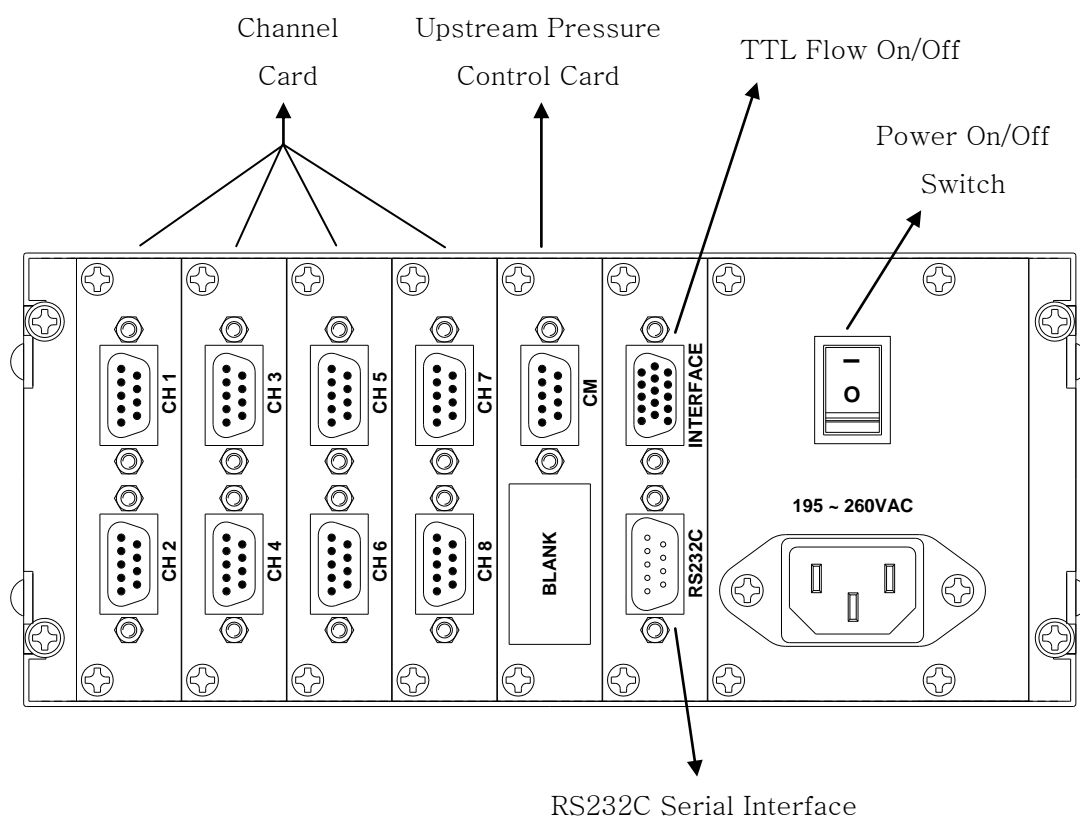 Channel
Card
Upstream Pressure
Control Card
TTL Flow On/Off
Power On/Off
Switch
CH 1
CH 3
CH 5
CH 7
CM
INTERFACE
–
O
195 ~ 260VAC
CH 2
CH 4
CH 6
CH 8
BLANK
RS232C
RS232C Serial Interface